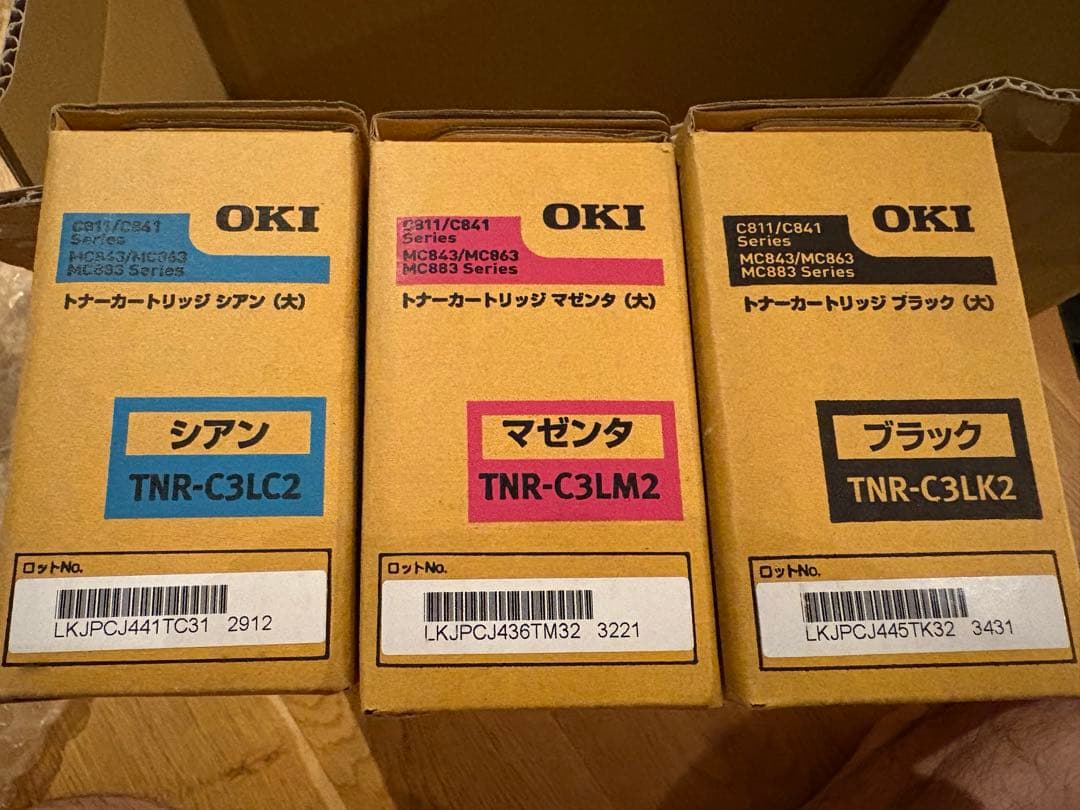 OKI
C811/C841
Series
MC843/MC863
MC883 Series
トナーカートリッジ シアン（大）
シアン
TNR-C3LC2
ロットNo.
LKJPCJ441TC31 2912
OKI
C811/C841
Series
MC843/MC863
MC883 Series
トナーカートリッジ マゼンタ（大）
マゼンタ
TNR-C3LM2
ロットNo.
LKJPCJ436TM32 3221
OKI
C811/C841
Series
MC843/MC863
MC883 Series
トナーカートリッジ ブラック（大）
ブラック
TNR-C3LK2
ロットNo.
LKJPCJ445TK32 3431